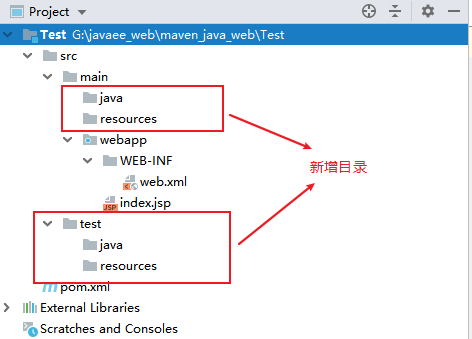 Project
Test G:\javaee_web\maven_java_web\Test
src
main
java
resources
webapp
WEB-INF
web.xml
JSP index.jsp
test
java
resources
pom.xml
External Libraries
Scratches and Consoles
新增目录